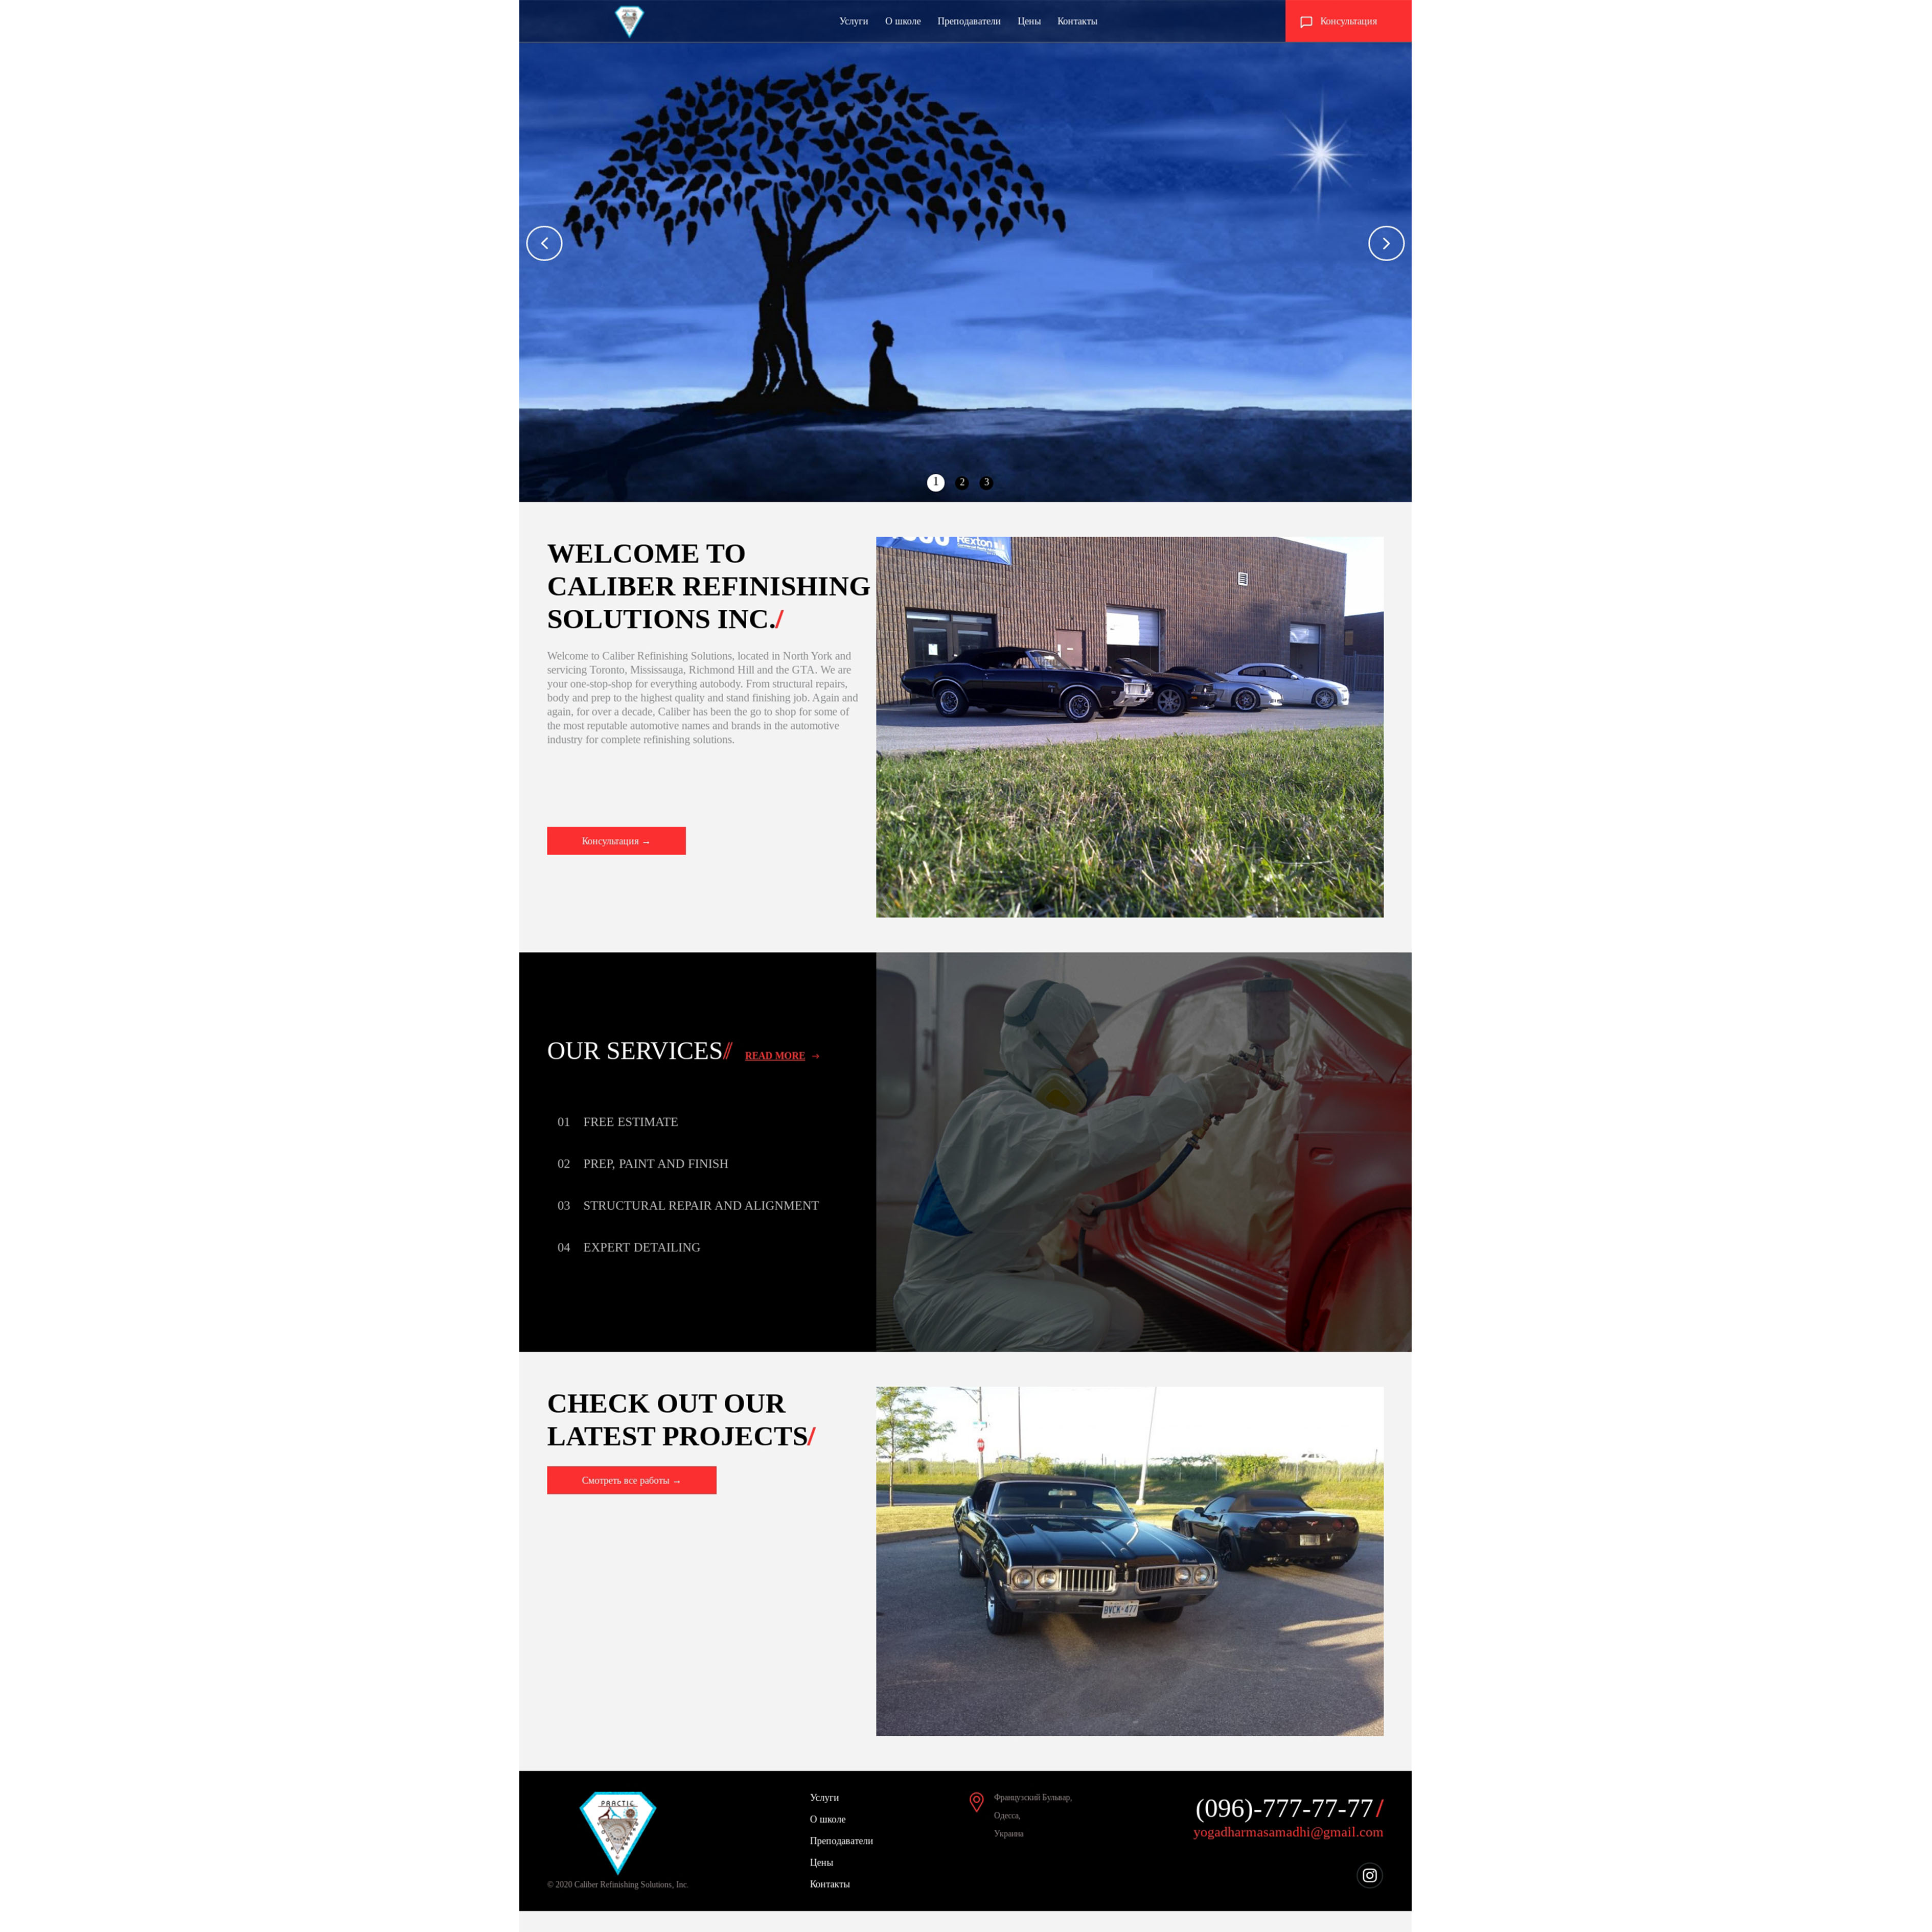 Услуги О школе Преподаватели Цены Контакты
Консультация
1 2 3
WELCOME TO
CALIBER REFINISHING
SOLUTIONS INC./
Welcome to Caliber Refinishing Solutions, located in North York and
servicing Toronto, Mississauga, Richmond Hill and the GTA. We are
your one-stop-shop for everything autobody. From structural repairs,
body and prep to the highest quality and stand finishing job. Again and
again, for over a decade, Caliber has been the go to shop for some of
the most reputable automotive names and brands in the automotive
industry for complete refinishing solutions.
Консультация →
Rexton
OUR SERVICES//
READ MORE →
01 FREE ESTIMATE
02 PREP, PAINT AND FINISH
03 STRUCTURAL REPAIR AND ALIGNMENT
04 EXPERT DETAILING
CHECK OUT OUR
LATEST PROJECTS/
Смотреть все работы →
BVCK·477
PRACTIC
© 2020 Caliber Refinishing Solutions, Inc.
Услуги
О школе
Преподаватели
Цены
Контакты
Французский Бульвар,
Одесса,
Украина
(096)-777-77-77/
yogadharmasamadhi@gmail.com